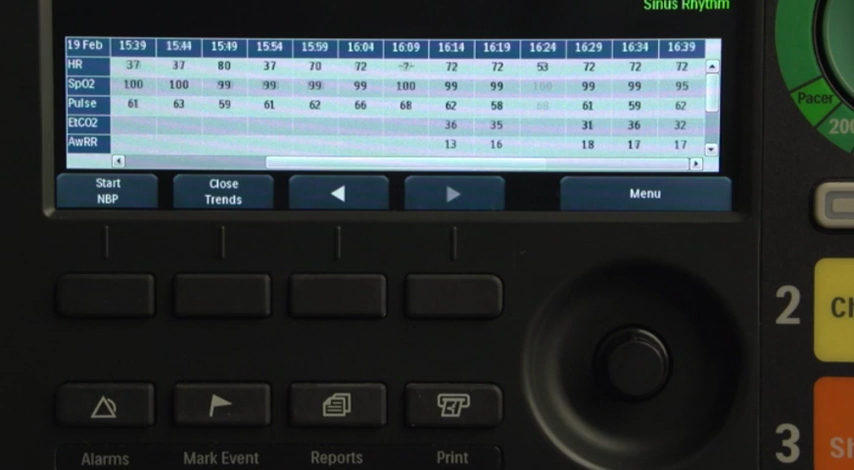 Sinus Rhythm
19 Feb 15:39 15:44 15:49 15:54 15:59 16:04 16:09 16:14 16:19 16:24 16:29 16:34 16:39
HR 37 37 80 37 70 72 -?- 72 72 53 72 72 72
SpO2 100 100 99 99 99 99 100 99 99 100 99 99 95
Pulse 61 63 59 61 62 66 68 62 58 68 61 59 62
EtCO2 36 35 31 36 32
AwRR 13 16 18 17 17
Start
NBP
Close
Trends
Menu
Pacer
200
2
Ch
3
Sh
Alarms
Mark Event
Reports
Print